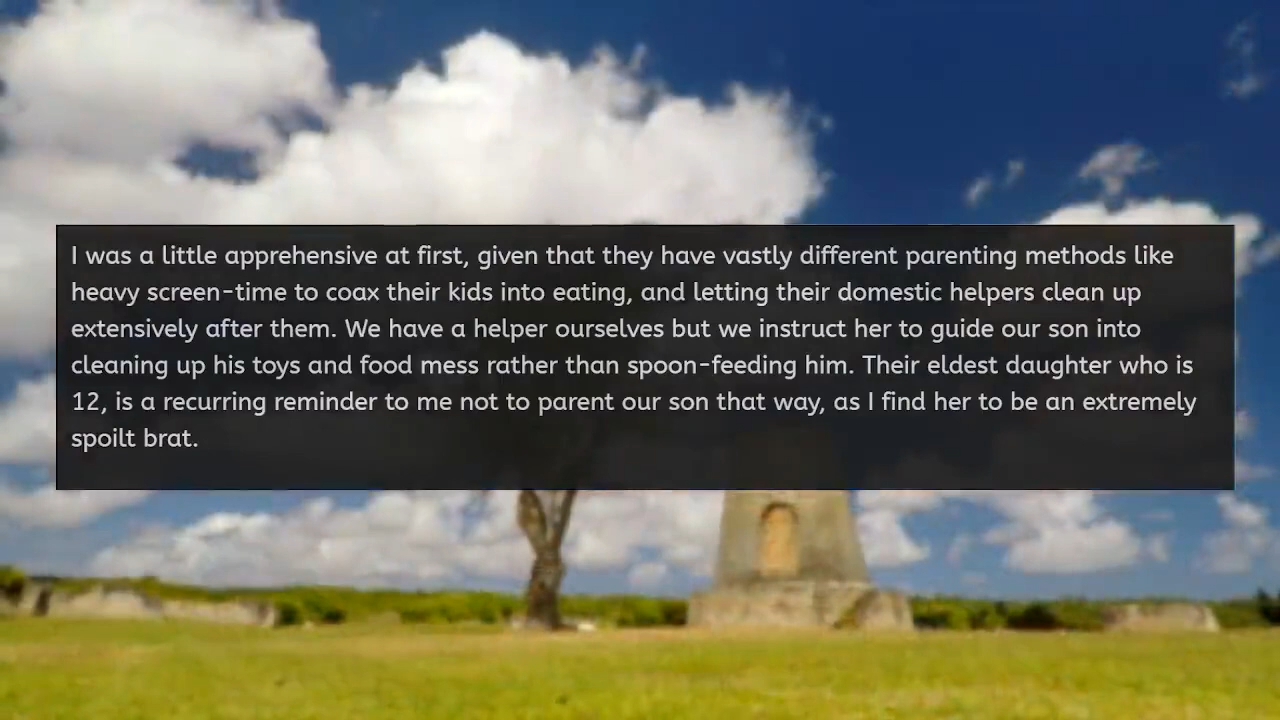 I was a little apprehensive at first, given that they have vastly different parenting methods like
heavy screen-time to coax their kids into eating, and letting their domestic helpers clean up
extensively after them. We have a helper ourselves but we instruct her to guide our son into
cleaning up his toys and food mess rather than spoon-feeding him. Their eldest daughter who is
12, is a recurring reminder to me not to parent our son that way, as I find her to be an extremely
spoilt brat.